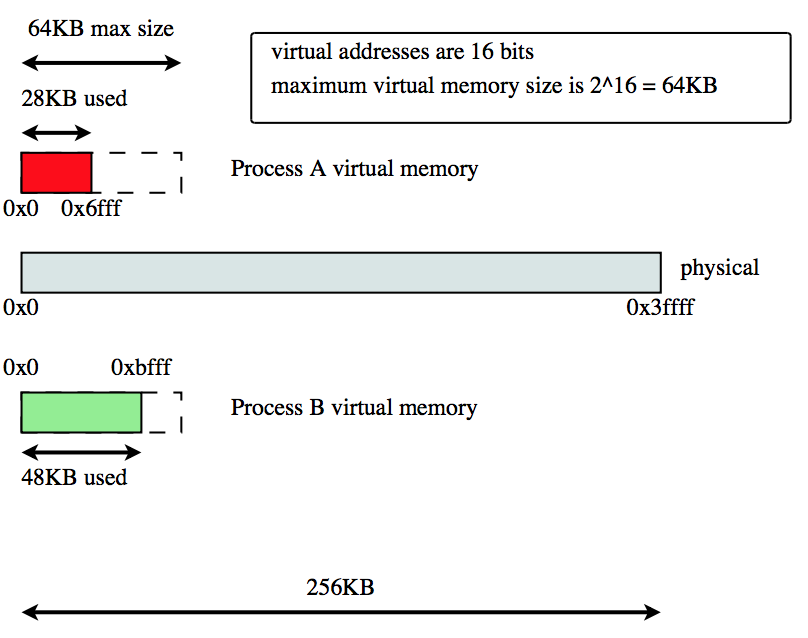 64KB max size
virtual addresses are 16 bits
maximum virtual memory size is 2^16 = 64KB
28KB used
Process A virtual memory
0x0 0x6fff
physical
0x0 0x3ffff
0x0 0xbfff
Process B virtual memory
48KB used
256KB